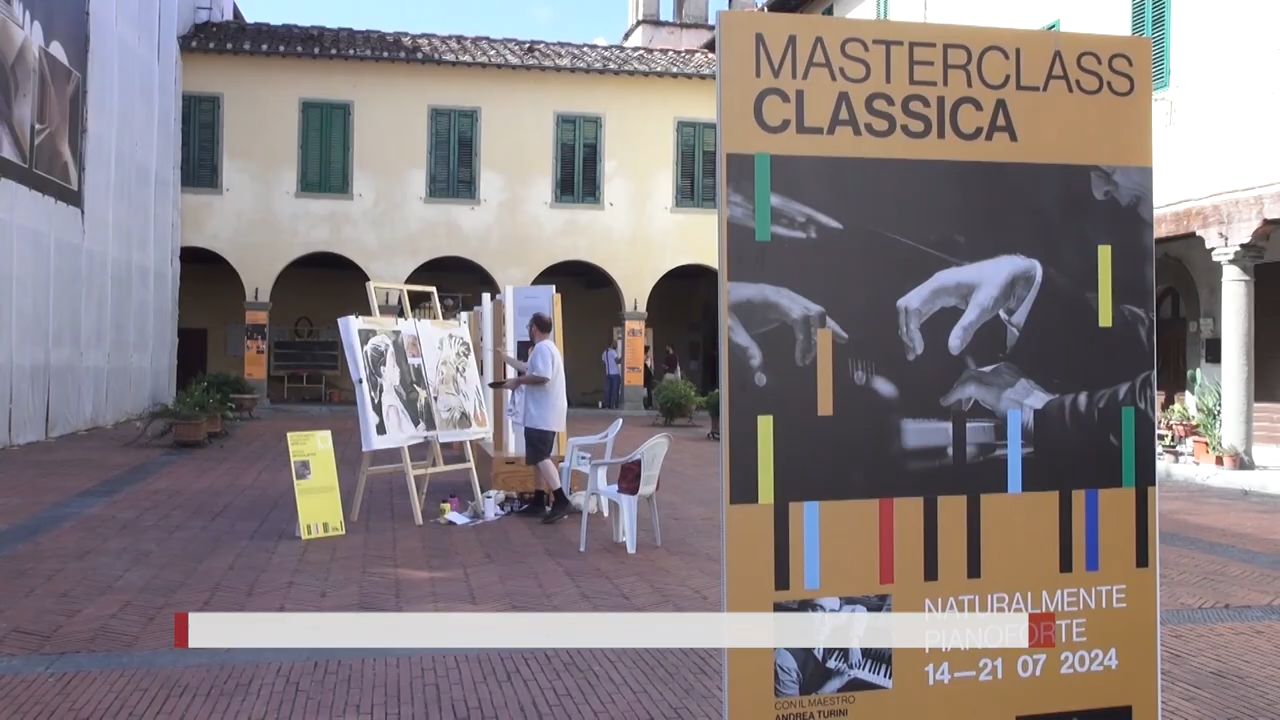 MASTERCLASS
CLASSICA
NATURALMENTE
PIANOFORTE
14—21 07 2024
CON IL MAESTRO
ANDREA TURINI